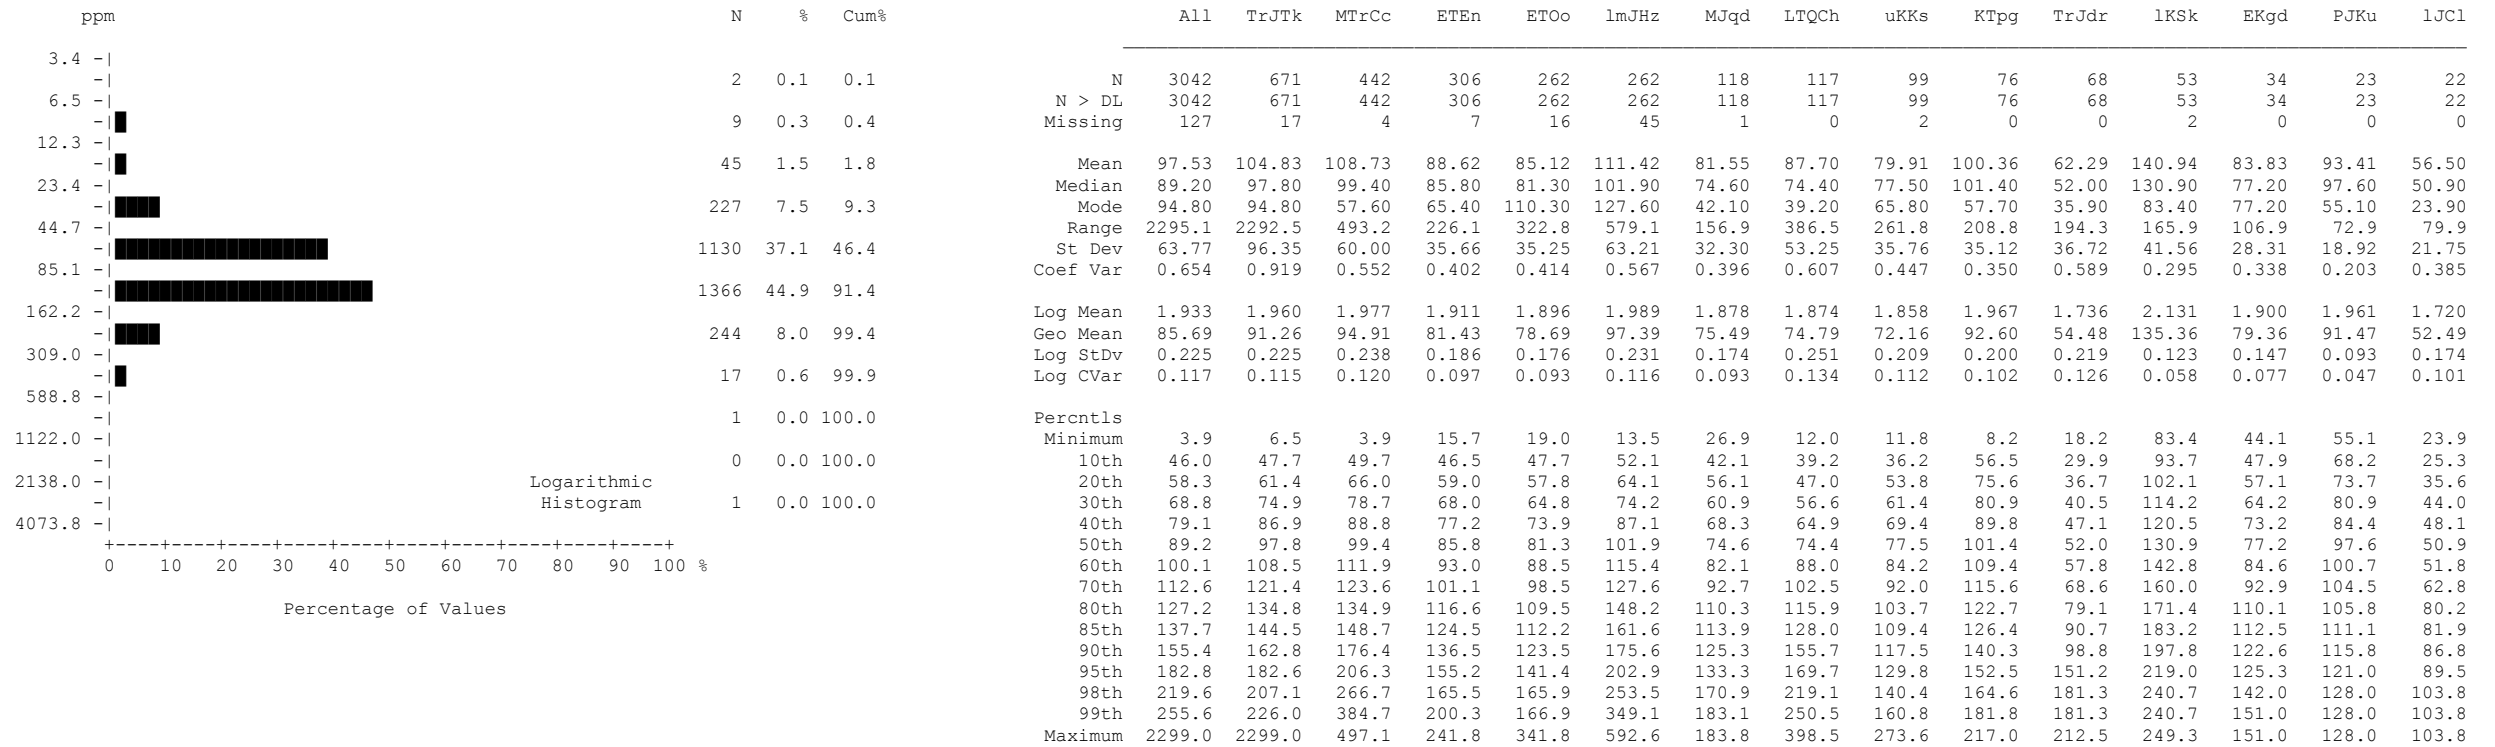 ppm N % Cum% All TrJTk MTrCc ETEn ETOo lmJHz MJqd LTQCh uKKs KTpg TrJdr lKSk EKgd PJKu lJCl
3.4 -|
-| 2 0.1 0.1 N 3042 671 442 306 262 262 118 117 99 76 68 53 34 23 22
6.5 -| N > DL 3042 671 442 306 262 262 118 117 99 76 68 53 34 23 22
-| 9 0.3 0.4 Missing 127 17 4 7 16 45 1 0 2 0 0 2 0 0 0
12.3 -|
-| 45 1.5 1.8 Mean 97.53 104.83 108.73 88.62 85.12 111.42 81.55 87.70 79.91 100.36 62.29 140.94 83.83 93.41 56.50
23.4 -| Median 89.20 97.80 99.40 85.80 81.30 101.90 74.60 74.40 77.50 101.40 52.00 130.90 77.20 97.60 50.90
-| 227 7.5 9.3 Mode 94.80 94.80 57.60 65.40 110.30 127.60 42.10 39.20 65.80 57.70 35.90 83.40 77.20 55.10 23.90
44.7 -| Range 2295.1 2292.5 493.2 226.1 322.8 579.1 156.9 386.5 261.8 208.8 194.3 165.9 106.9 72.9 79.9
-| 1130 37.1 46.4 St Dev 63.77 96.35 60.00 35.66 35.25 63.21 32.30 53.25 35.76 35.12 36.72 41.56 28.31 18.92 21.75
85.1 -| Coef Var 0.654 0.919 0.552 0.402 0.414 0.567 0.396 0.607 0.447 0.350 0.589 0.295 0.338 0.203 0.385
-| 1366 44.9 91.4
162.2 -| Log Mean 1.933 1.960 1.977 1.911 1.896 1.989 1.878 1.874 1.858 1.967 1.736 2.131 1.900 1.961 1.720
-| 244 8.0 99.4 Geo Mean 85.69 91.26 94.91 81.43 78.69 97.39 75.49 74.79 72.16 92.60 54.48 135.36 79.36 91.47 52.49
309.0 -| Log StDv 0.225 0.225 0.238 0.186 0.176 0.231 0.174 0.251 0.209 0.200 0.219 0.123 0.147 0.093 0.174
-| 17 0.6 99.9 Log CVar 0.117 0.115 0.120 0.097 0.093 0.116 0.093 0.134 0.112 0.102 0.126 0.058 0.077 0.047 0.101
588.8 -|
-| 1 0.0 100.0 Percntls
1122.0 -| Minimum 3.9 6.5 3.9 15.7 19.0 13.5 26.9 12.0 11.8 8.2 18.2 83.4 44.1 55.1 23.9
-| 0 0.0 100.0 10th 46.0 47.7 49.7 46.5 47.7 52.1 42.1 39.2 36.2 56.5 29.9 93.7 47.9 68.2 25.3
2138.0 -| Logarithmic 20th 58.3 61.4 66.0 59.0 57.8 64.1 56.1 47.0 53.8 75.6 36.7 102.1 57.1 73.7 35.6
-| Histogram 1 0.0 100.0 30th 68.8 74.9 78.7 68.0 64.8 74.2 60.9 56.6 61.4 80.9 40.5 114.2 64.2 80.9 44.0
4073.8 -| 40th 79.1 86.9 88.8 77.2 73.9 87.1 68.3 64.9 69.4 89.8 47.1 120.5 73.2 84.4 48.1
+----+----+----+----+----+----+----+----+----+----+ 50th 89.2 97.8 99.4 85.8 81.3 101.9 74.6 74.4 77.5 101.4 52.0 130.9 77.2 97.6 50.9
0 10 20 30 40 50 60 70 80 90 100 % 60th 100.1 108.5 111.9 93.0 88.5 115.4 82.1 88.0 84.2 109.4 57.8 142.8 84.6 100.7 51.8
70th 112.6 121.4 123.6 101.1 98.5 127.6 92.7 102.5 92.0 115.6 68.6 160.0 92.9 104.5 62.8
Percentage of Values 80th 127.2 134.8 134.9 116.6 109.5 148.2 110.3 115.9 103.7 122.7 79.1 171.4 110.1 105.8 80.2
85th 137.7 144.5 148.7 124.5 112.2 161.6 113.9 128.0 109.4 126.4 90.7 183.2 112.5 111.1 81.9
90th 155.4 162.8 176.4 136.5 123.5 175.6 125.3 155.7 117.5 140.3 98.8 197.8 122.6 115.8 86.8
95th 182.8 182.6 206.3 155.2 141.4 202.9 133.3 169.7 129.8 152.5 151.2 219.0 125.3 121.0 89.5
98th 219.6 207.1 266.7 165.5 165.9 253.5 170.9 219.1 140.4 164.6 181.3 240.7 142.0 128.0 103.8
99th 255.6 226.0 384.7 200.3 166.9 349.1 183.1 250.5 160.8 181.8 181.3 240.7 151.0 128.0 103.8
Maximum 2299.0 2299.0 497.1 241.8 341.8 592.6 183.8 398.5 273.6 217.0 212.5 249.3 151.0 128.0 103.8